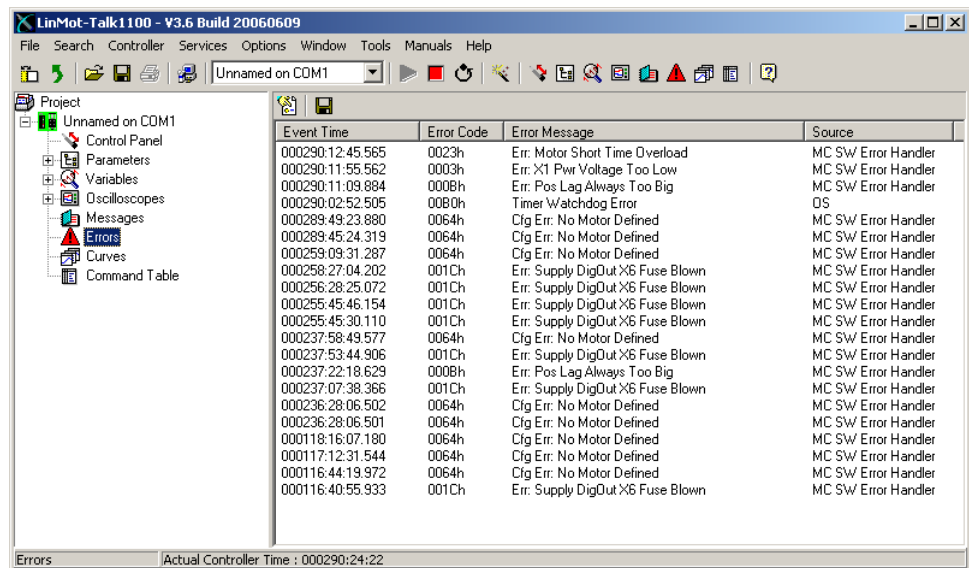 LinMot-Talk1100 - V3.6 Build 20060609
File Search Controller Services Options Window Tools Manuals Help
Unnamed on COM1
Project
Unnamed on COM1
Control Panel
Parameters
Variables
Oscilloscopes
Messages
Errors
Curves
Command Table
Event Time Error Code Error Message Source
000290:12:45.565 0023h Err: Motor Short Time Overload MC SW Error Handler
000290:11:55.562 0003h Err: X1 Pwr Voltage Too Low MC SW Error Handler
000290:11:09.884 000Bh Err: Pos Lag Always Too Big MC SW Error Handler
000290:02:52.505 00B0h Timer Watchdog Error OS
000289:49:23.880 0064h Cfg Err: No Motor Defined MC SW Error Handler
000289:45:24.319 0064h Cfg Err: No Motor Defined MC SW Error Handler
000259:09:31.287 0064h Cfg Err: No Motor Defined MC SW Error Handler
000258:27:04.202 001Ch Err: Supply DigOut X6 Fuse Blown MC SW Error Handler
000256:28:25.072 001Ch Err: Supply DigOut X6 Fuse Blown MC SW Error Handler
000255:45:46.154 001Ch Err: Supply DigOut X6 Fuse Blown MC SW Error Handler
000255:45:30.110 001Ch Err: Supply DigOut X6 Fuse Blown MC SW Error Handler
000237:58:49.577 0064h Cfg Err: No Motor Defined MC SW Error Handler
000237:53:44.906 001Ch Err: Supply DigOut X6 Fuse Blown MC SW Error Handler
000237:22:18.629 000Bh Err: Pos Lag Always Too Big MC SW Error Handler
000237:07:38.366 001Ch Err: Supply DigOut X6 Fuse Blown MC SW Error Handler
000236:28:06.502 0064h Cfg Err: No Motor Defined MC SW Error Handler
000236:28:06.501 0064h Cfg Err: No Motor Defined MC SW Error Handler
000118:16:07.180 0064h Cfg Err: No Motor Defined MC SW Error Handler
000117:12:31.544 0064h Cfg Err: No Motor Defined MC SW Error Handler
000116:44:19.972 0064h Cfg Err: No Motor Defined MC SW Error Handler
000116:40:55.933 001Ch Err: Supply DigOut X6 Fuse Blown MC SW Error Handler
Errors Actual Controller Time : 000290:24:22